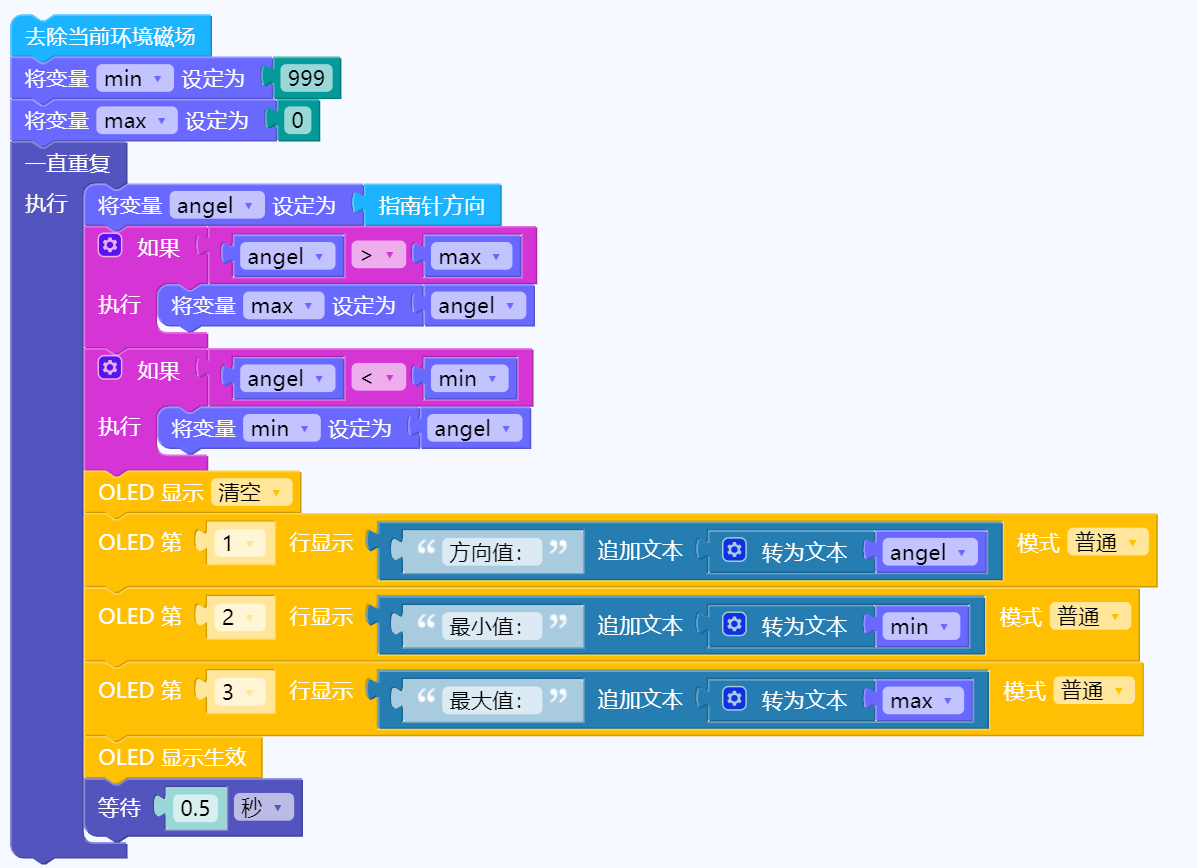 去除当前环境磁场
将变量 min 设定为 999
将变量 max 设定为 0
一直重复
执行 将变量 angel 设定为 指南针方向
如果 angel > max
执行 将变量 max 设定为 angel
如果 angel < min
执行 将变量 min 设定为 angel
OLED 显示 清空
OLED 第 1 行显示 “ 方向值： ” 追加文本 转为文本 angel 模式 普通
OLED 第 2 行显示 “ 最小值： ” 追加文本 转为文本 min 模式 普通
OLED 第 3 行显示 “ 最大值： ” 追加文本 转为文本 max 模式 普通
OLED 显示生效
等待 0.5 秒